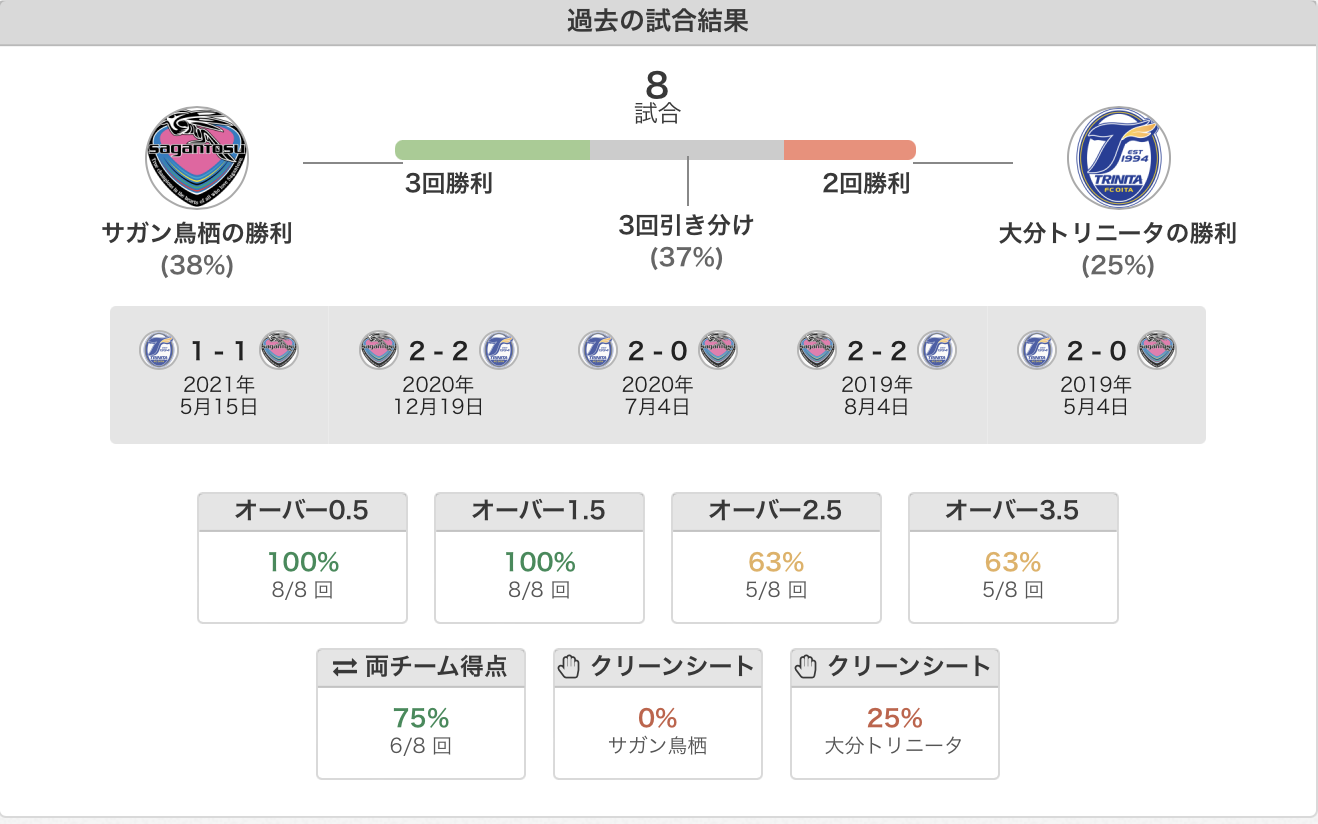 過去の試合結果
8
試合
sagantosu
EST
1994
TRINITA
FC OITA
3回勝利
2回勝利
サガン鳥栖の勝利
(38%)
3回引き分け
(37%)
大分トリニータの勝利
(25%)
1 - 1
2 - 2
2 - 0
2 - 2
2 - 0
2021年
5月15日
2020年
12月19日
2020年
7月4日
2019年
8月4日
2019年
5月4日
オーバー0.5
100%
8/8 回
オーバー1.5
100%
8/8 回
オーバー2.5
63%
5/8 回
オーバー3.5
63%
5/8 回
両チーム得点
75%
6/8 回
クリーンシート
0%
サガン鳥栖
クリーンシート
25%
大分トリニータ